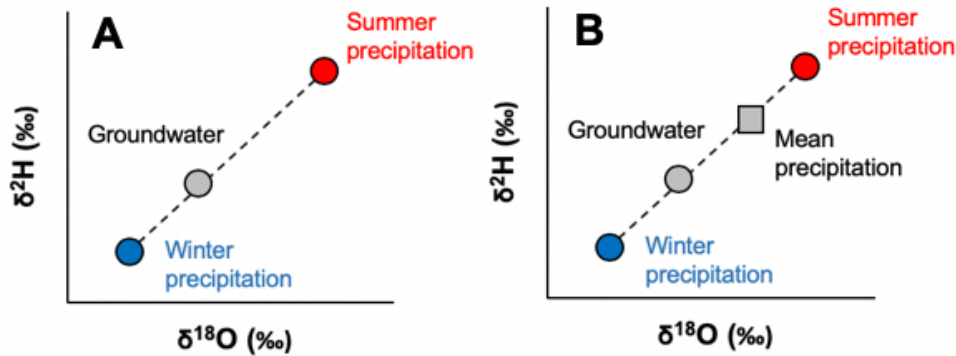 A
Summer
precipitation
Groundwater
Winter
precipitation
δ²H (‰)
δ¹⁸O (‰)
B
Summer
precipitation
Groundwater
Mean
precipitation
Winter
precipitation
δ²H (‰)
δ¹⁸O (‰)